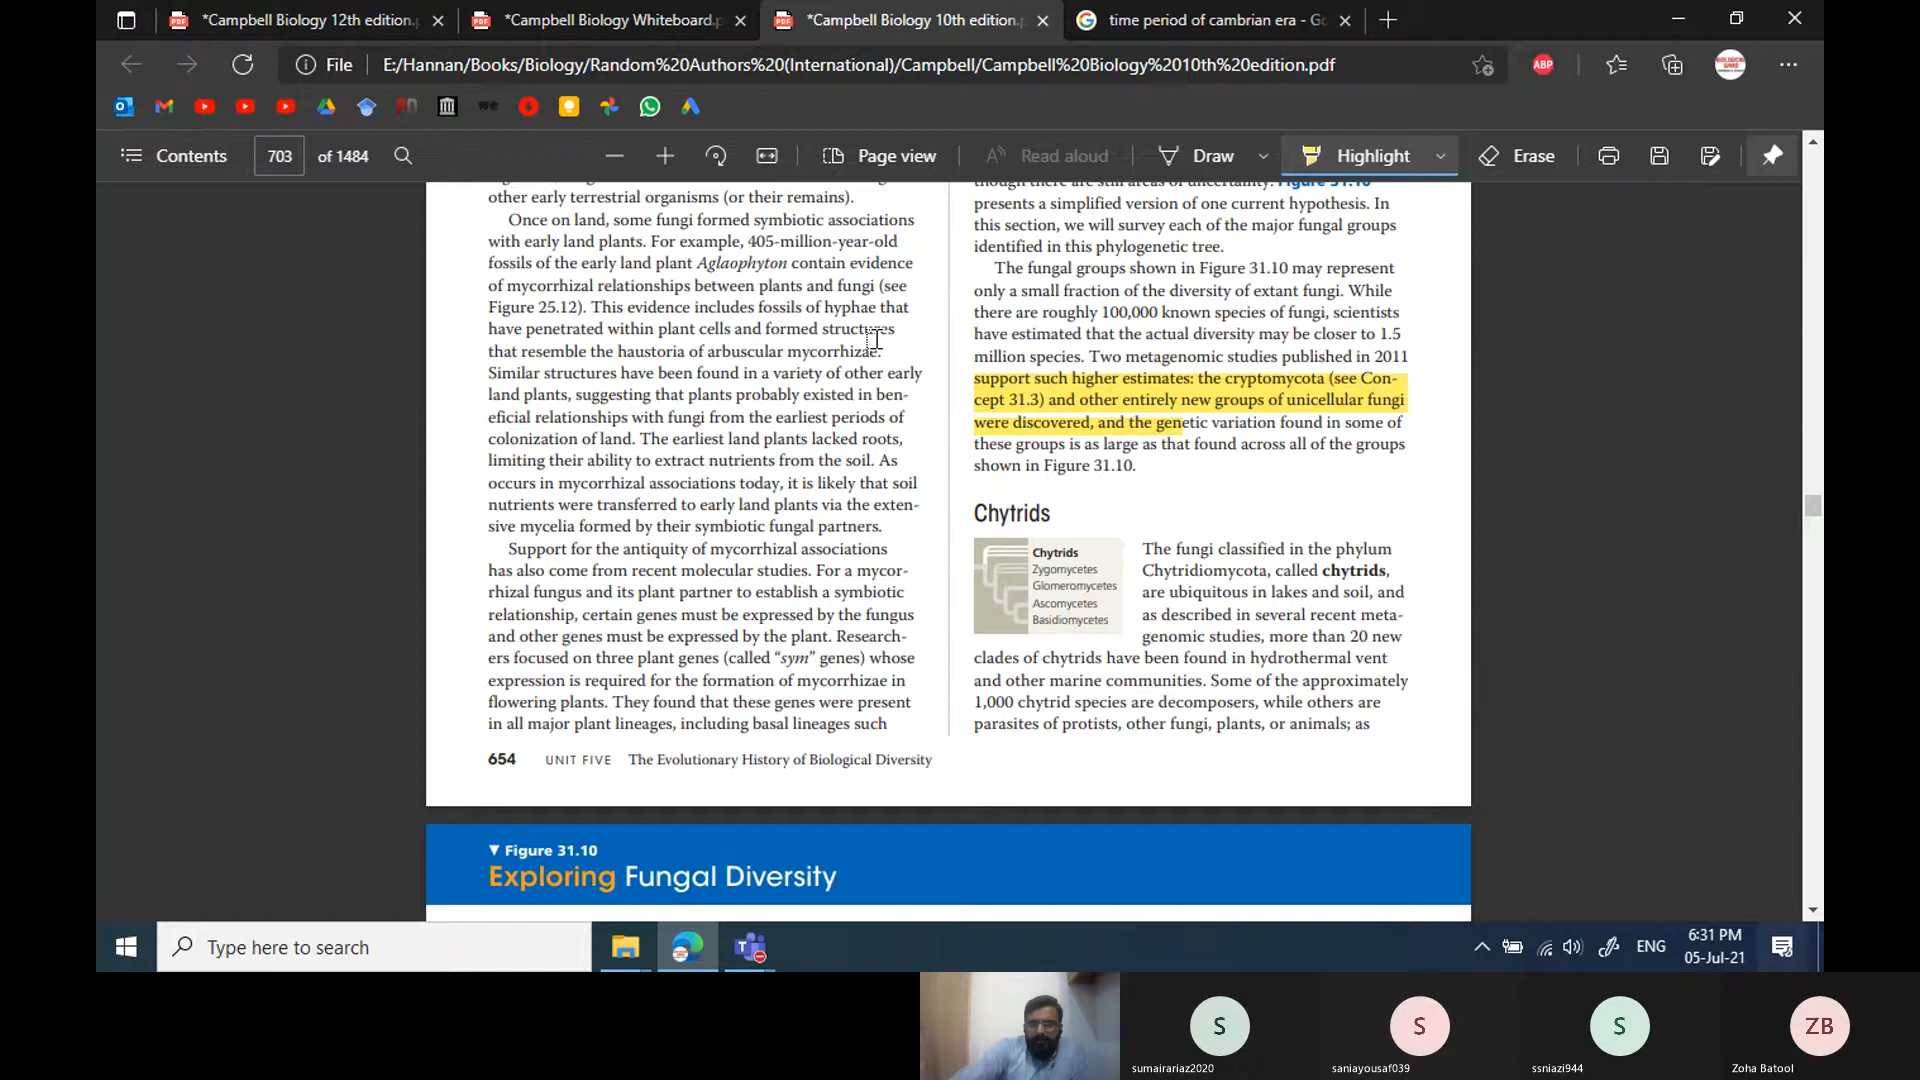 *Campbell Biology 12th edition.p
*Campbell Biology Whiteboard.p
*Campbell Biology 10th edition.p
time period of cambrian era - Go
File
E:/Hannan/Books/Biology/Random%20Authors%20(International)/Campbell/Campbell%20Biology%2010th%20edition.pdf
ABP
Contents
703
of 1484
Page view
Read aloud
Draw
Highlight
Erase
other early terrestrial organisms (or their remains).
Once on land, some fungi formed symbiotic associations
with early land plants. For example, 405-million-year-old
fossils of the early land plant Aglaophyton contain evidence
of mycorrhizal relationships between plants and fungi (see
Figure 25.12). This evidence includes fossils of hyphae that
have penetrated within plant cells and formed structures
that resemble the haustoria of arbuscular mycorrhizae.
Similar structures have been found in a variety of other early
land plants, suggesting that plants probably existed in ben-
eficial relationships with fungi from the earliest periods of
colonization of land. The earliest land plants lacked roots,
limiting their ability to extract nutrients from the soil. As
occurs in mycorrhizal associations today, it is likely that soil
nutrients were transferred to early land plants via the exten-
sive mycelia formed by their symbiotic fungal partners.
Support for the antiquity of mycorrhizal associations
has also come from recent molecular studies. For a mycor-
rhizal fungus and its plant partner to establish a symbiotic
relationship, certain genes must be expressed by the fungus
and other genes must be expressed by the plant. Research-
ers focused on three plant genes (called “sym” genes) whose
expression is required for the formation of mycorrhizae in
flowering plants. They found that these genes were present
in all major plant lineages, including basal lineages such
though there are still areas of uncertainty. Figure 31.10
presents a simplified version of one current hypothesis. In
this section, we will survey each of the major fungal groups
identified in this phylogenetic tree.
The fungal groups shown in Figure 31.10 may represent
only a small fraction of the diversity of extant fungi. While
there are roughly 100,000 known species of fungi, scientists
have estimated that the actual diversity may be closer to 1.5
million species. Two metagenomic studies published in 2011
support such higher estimates: the cryptomycota (see Con-
cept 31.3) and other entirely new groups of unicellular fungi
were discovered, and the genetic variation found in some of
these groups is as large as that found across all of the groups
shown in Figure 31.10.
Chytrids
Chytrids
Zygomycetes
Glomeromycetes
Ascomycetes
Basidiomycetes
The fungi classified in the phylum
Chytridiomycota, called chytrids,
are ubiquitous in lakes and soil, and
as described in several recent meta-
genomic studies, more than 20 new
clades of chytrids have been found in hydrothermal vent
and other marine communities. Some of the approximately
1,000 chytrid species are decomposers, while others are
parasites of protists, other fungi, plants, or animals; as
654 UNIT FIVE The Evolutionary History of Biological Diversity
▼ Figure 31.10
Exploring Fungal Diversity
Type here to search
ENG
6:31 PM
05-Jul-21
S
S
S
ZB
sumairariaz2020
saniayousaf039
ssniazi944
Zoha Batool